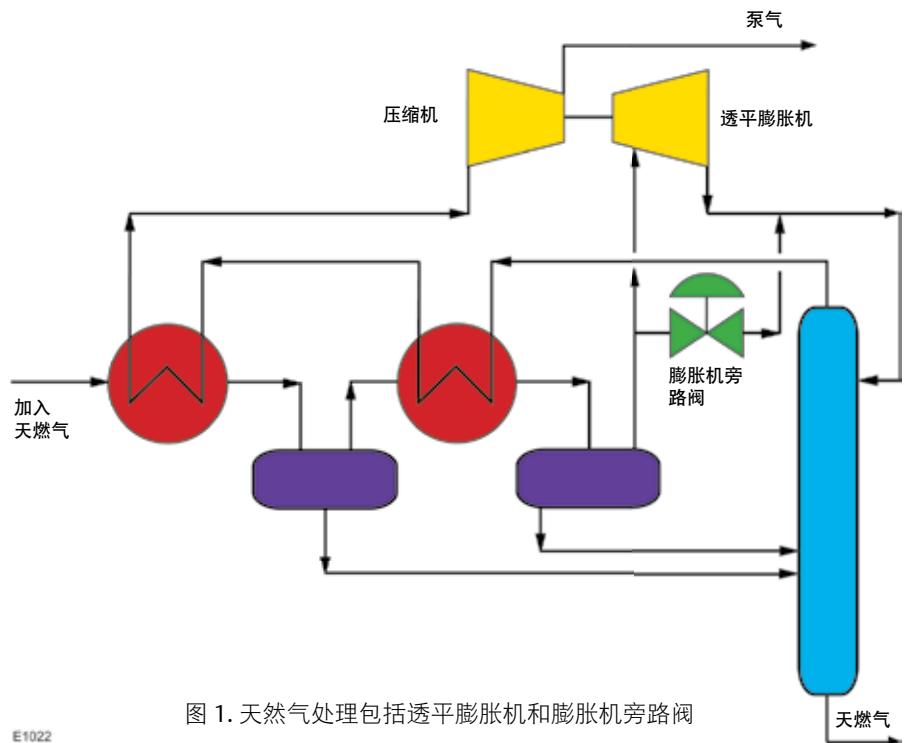 泵气
压缩机
透平膨胀机
膨胀机旁
路阀
加入
天燃气
图 1. 天然气处理包括透平膨胀机和膨胀机旁路阀
天燃气
E1022